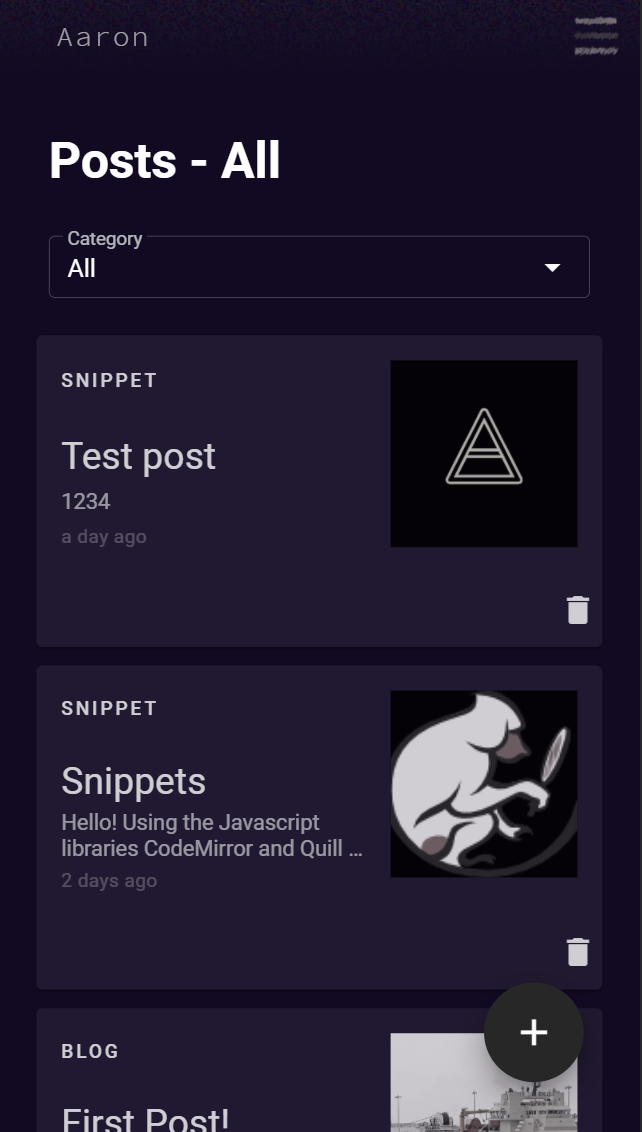 Aaron
Posts - All
Category
All
SNIPPET
Test post
1234
a day ago
SNIPPET
Snippets
Hello! Using the Javascript
libraries CodeMirror and Quill ...
2 days ago
BLOG
First Post!